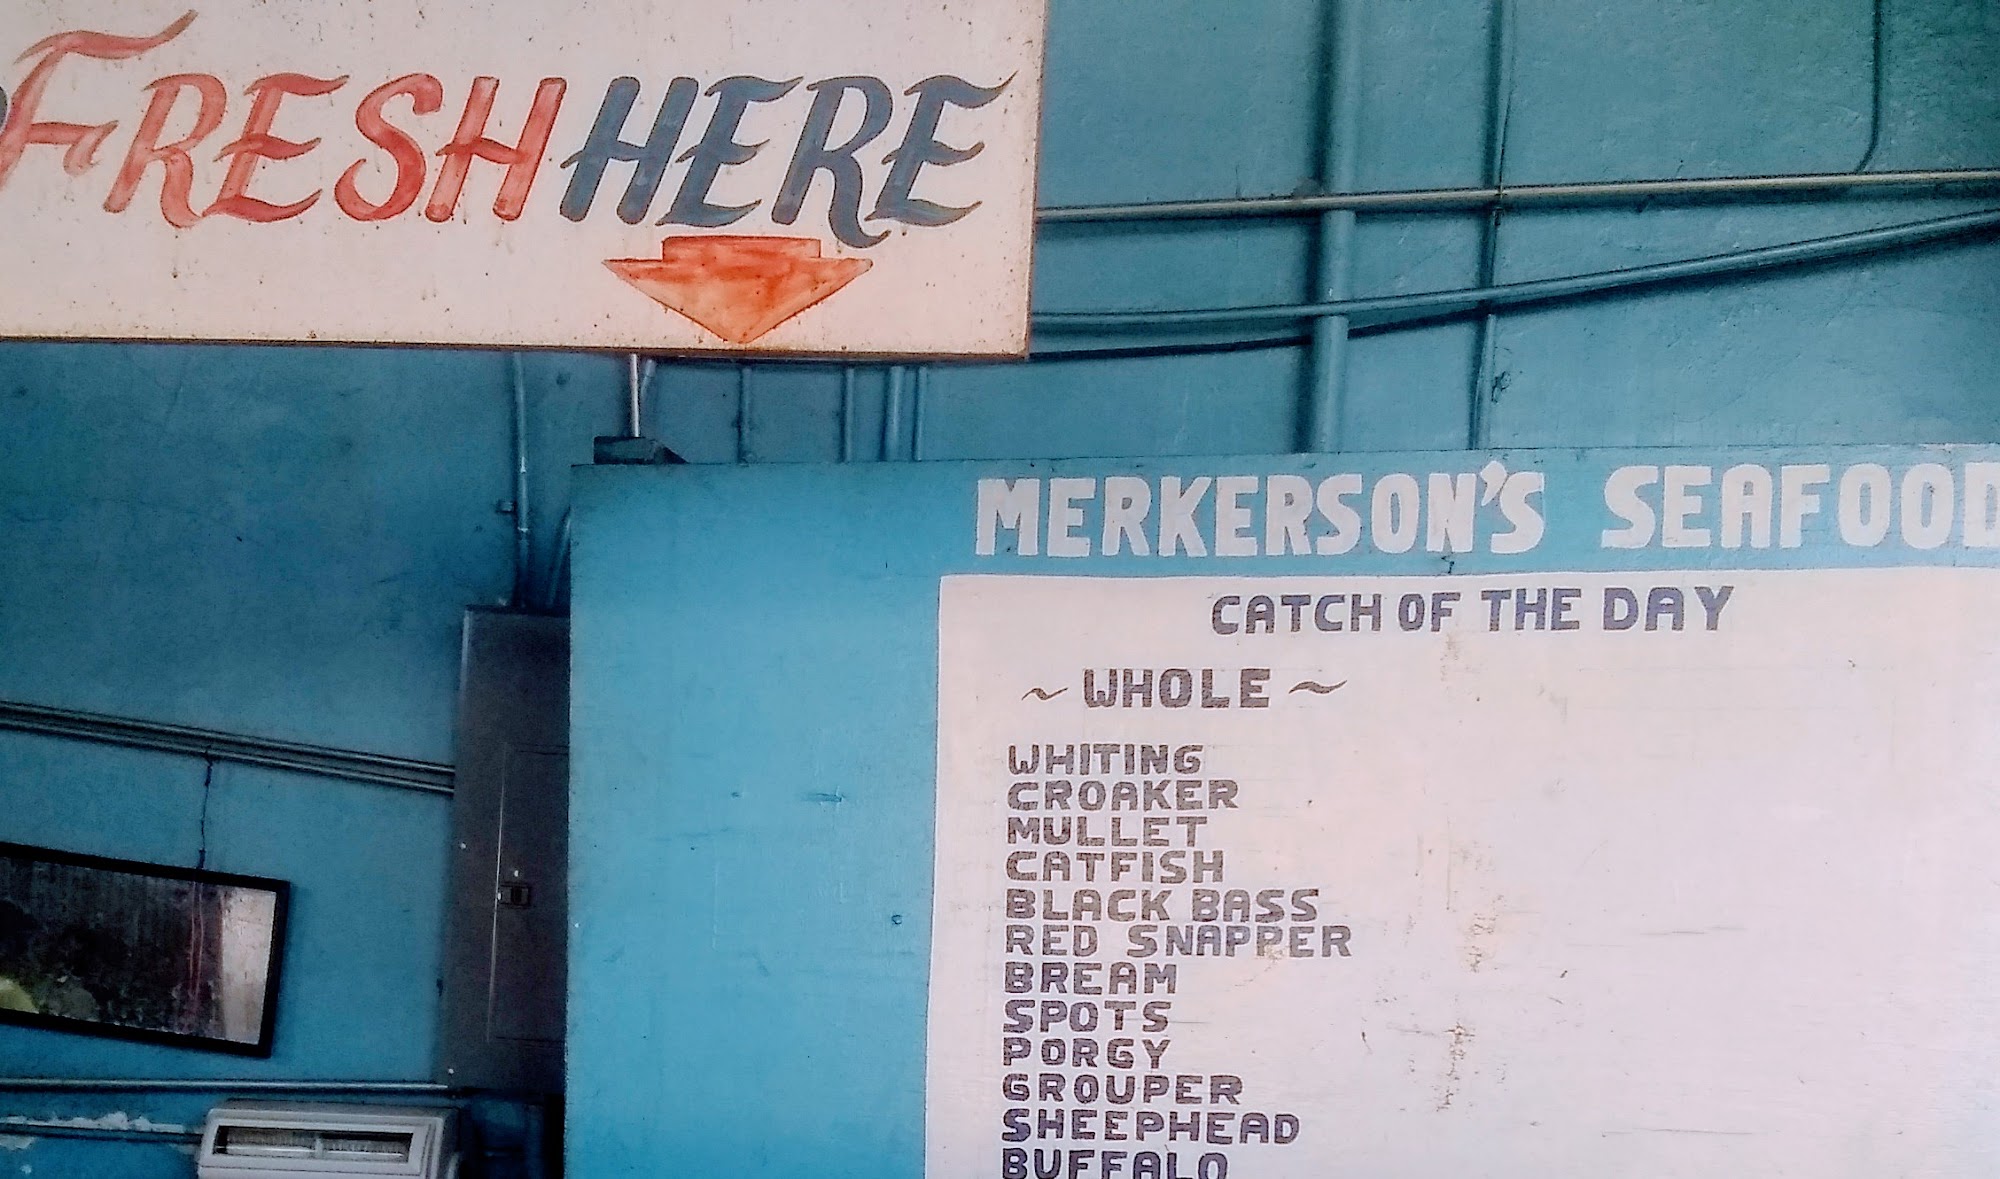 FRESH HERE
MERKERSON'S SEAFOOD
CATCH OF THE DAY
~ WHOLE ~
WHITING
CROAKER
MULLET
CATFISH
BLACK BASS
RED SNAPPER
BREAM
SPOTS
PORGY
GROUPER
SHEEPHEAD
BUFFALO